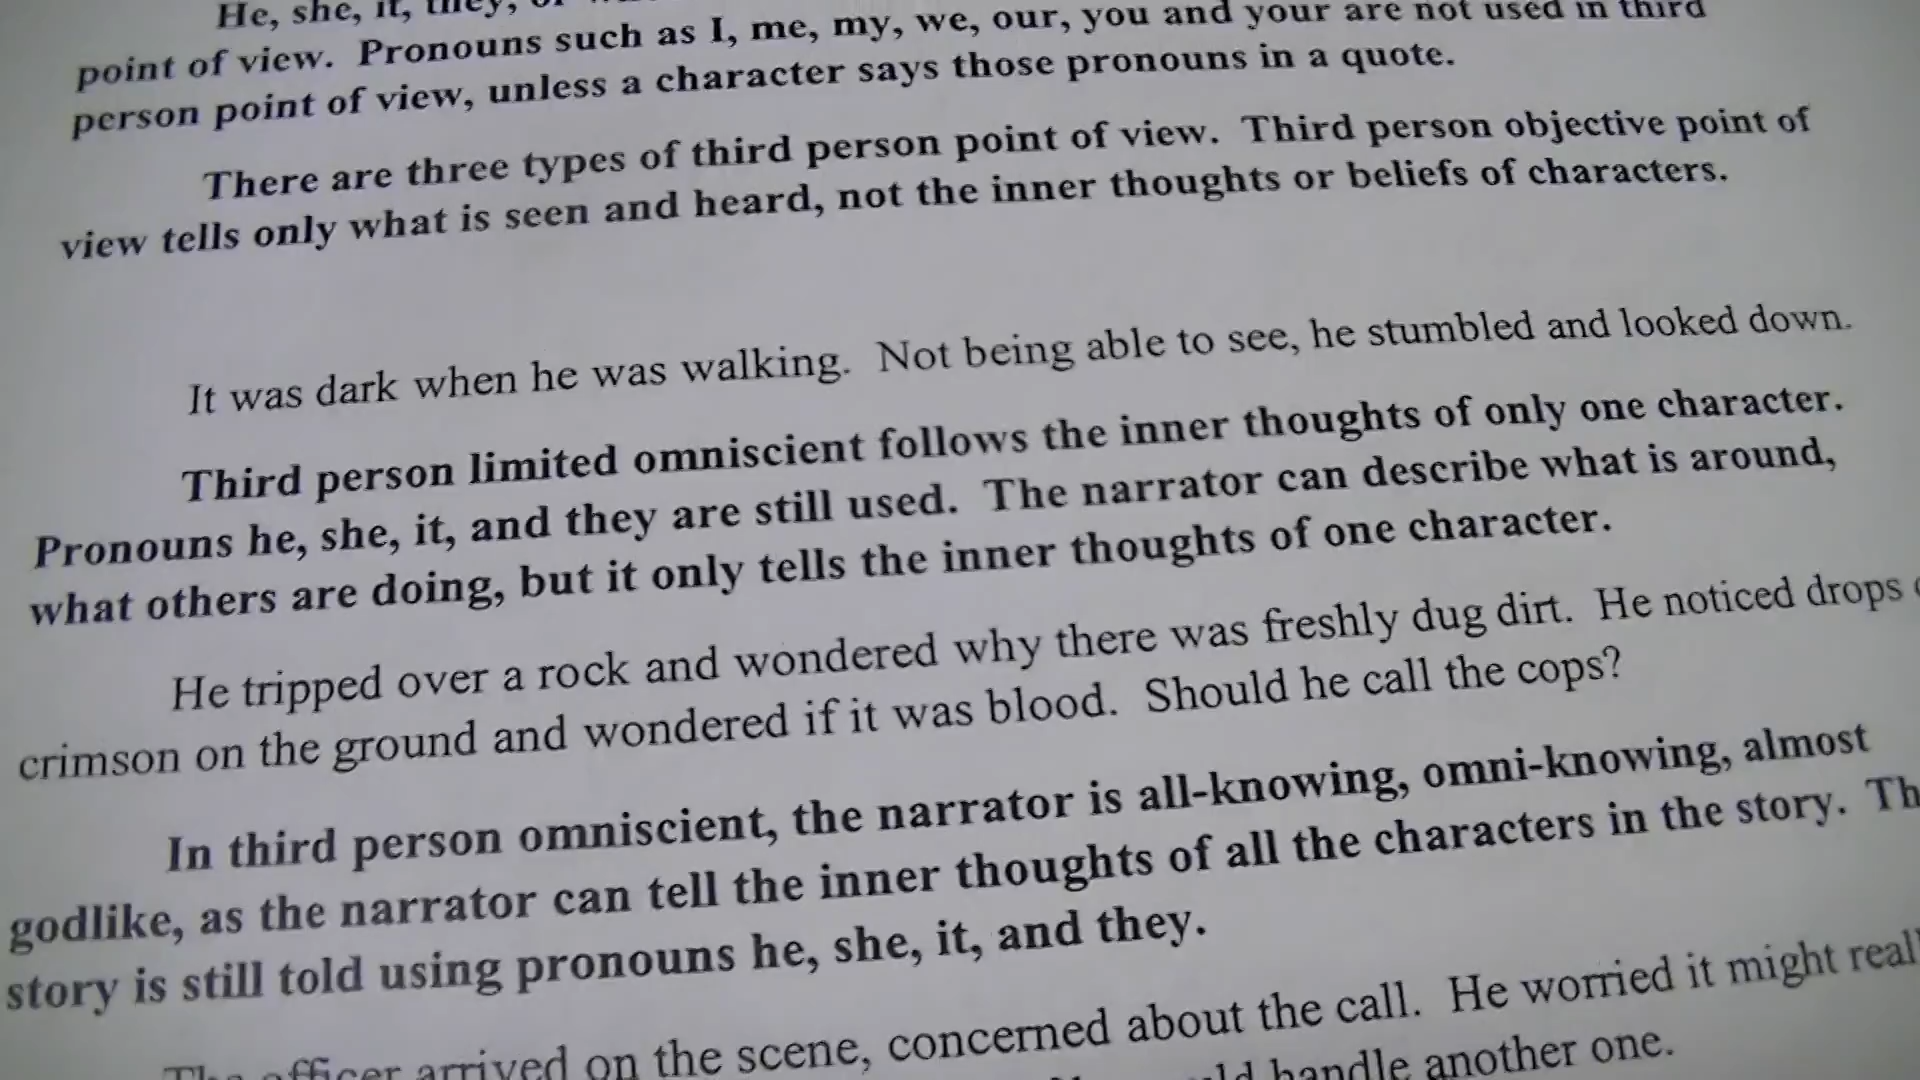 He, she, it, they, or
point of view. Pronouns such as I, me, my, we, our, you and your are not used in third
person point of view, unless a character says those pronouns in a quote.
There are three types of third person point of view. Third person objective point of
view tells only what is seen and heard, not the inner thoughts or beliefs of characters.
It was dark when he was walking. Not being able to see, he stumbled and looked down.
Third person limited omniscient follows the inner thoughts of only one character.
Pronouns he, she, it, and they are still used. The narrator can describe what is around,
what others are doing, but it only tells the inner thoughts of one character.
He tripped over a rock and wondered why there was freshly dug dirt. He noticed drops
crimson on the ground and wondered if it was blood. Should he call the cops?
In third person omniscient, the narrator is all-knowing, omni-knowing, almost
godlike, as the narrator can tell the inner thoughts of all the characters in the story. Th
story is still told using pronouns he, she, it, and they.
The officer arrived on the scene, concerned about the call. He worried it might reall
handle another one.